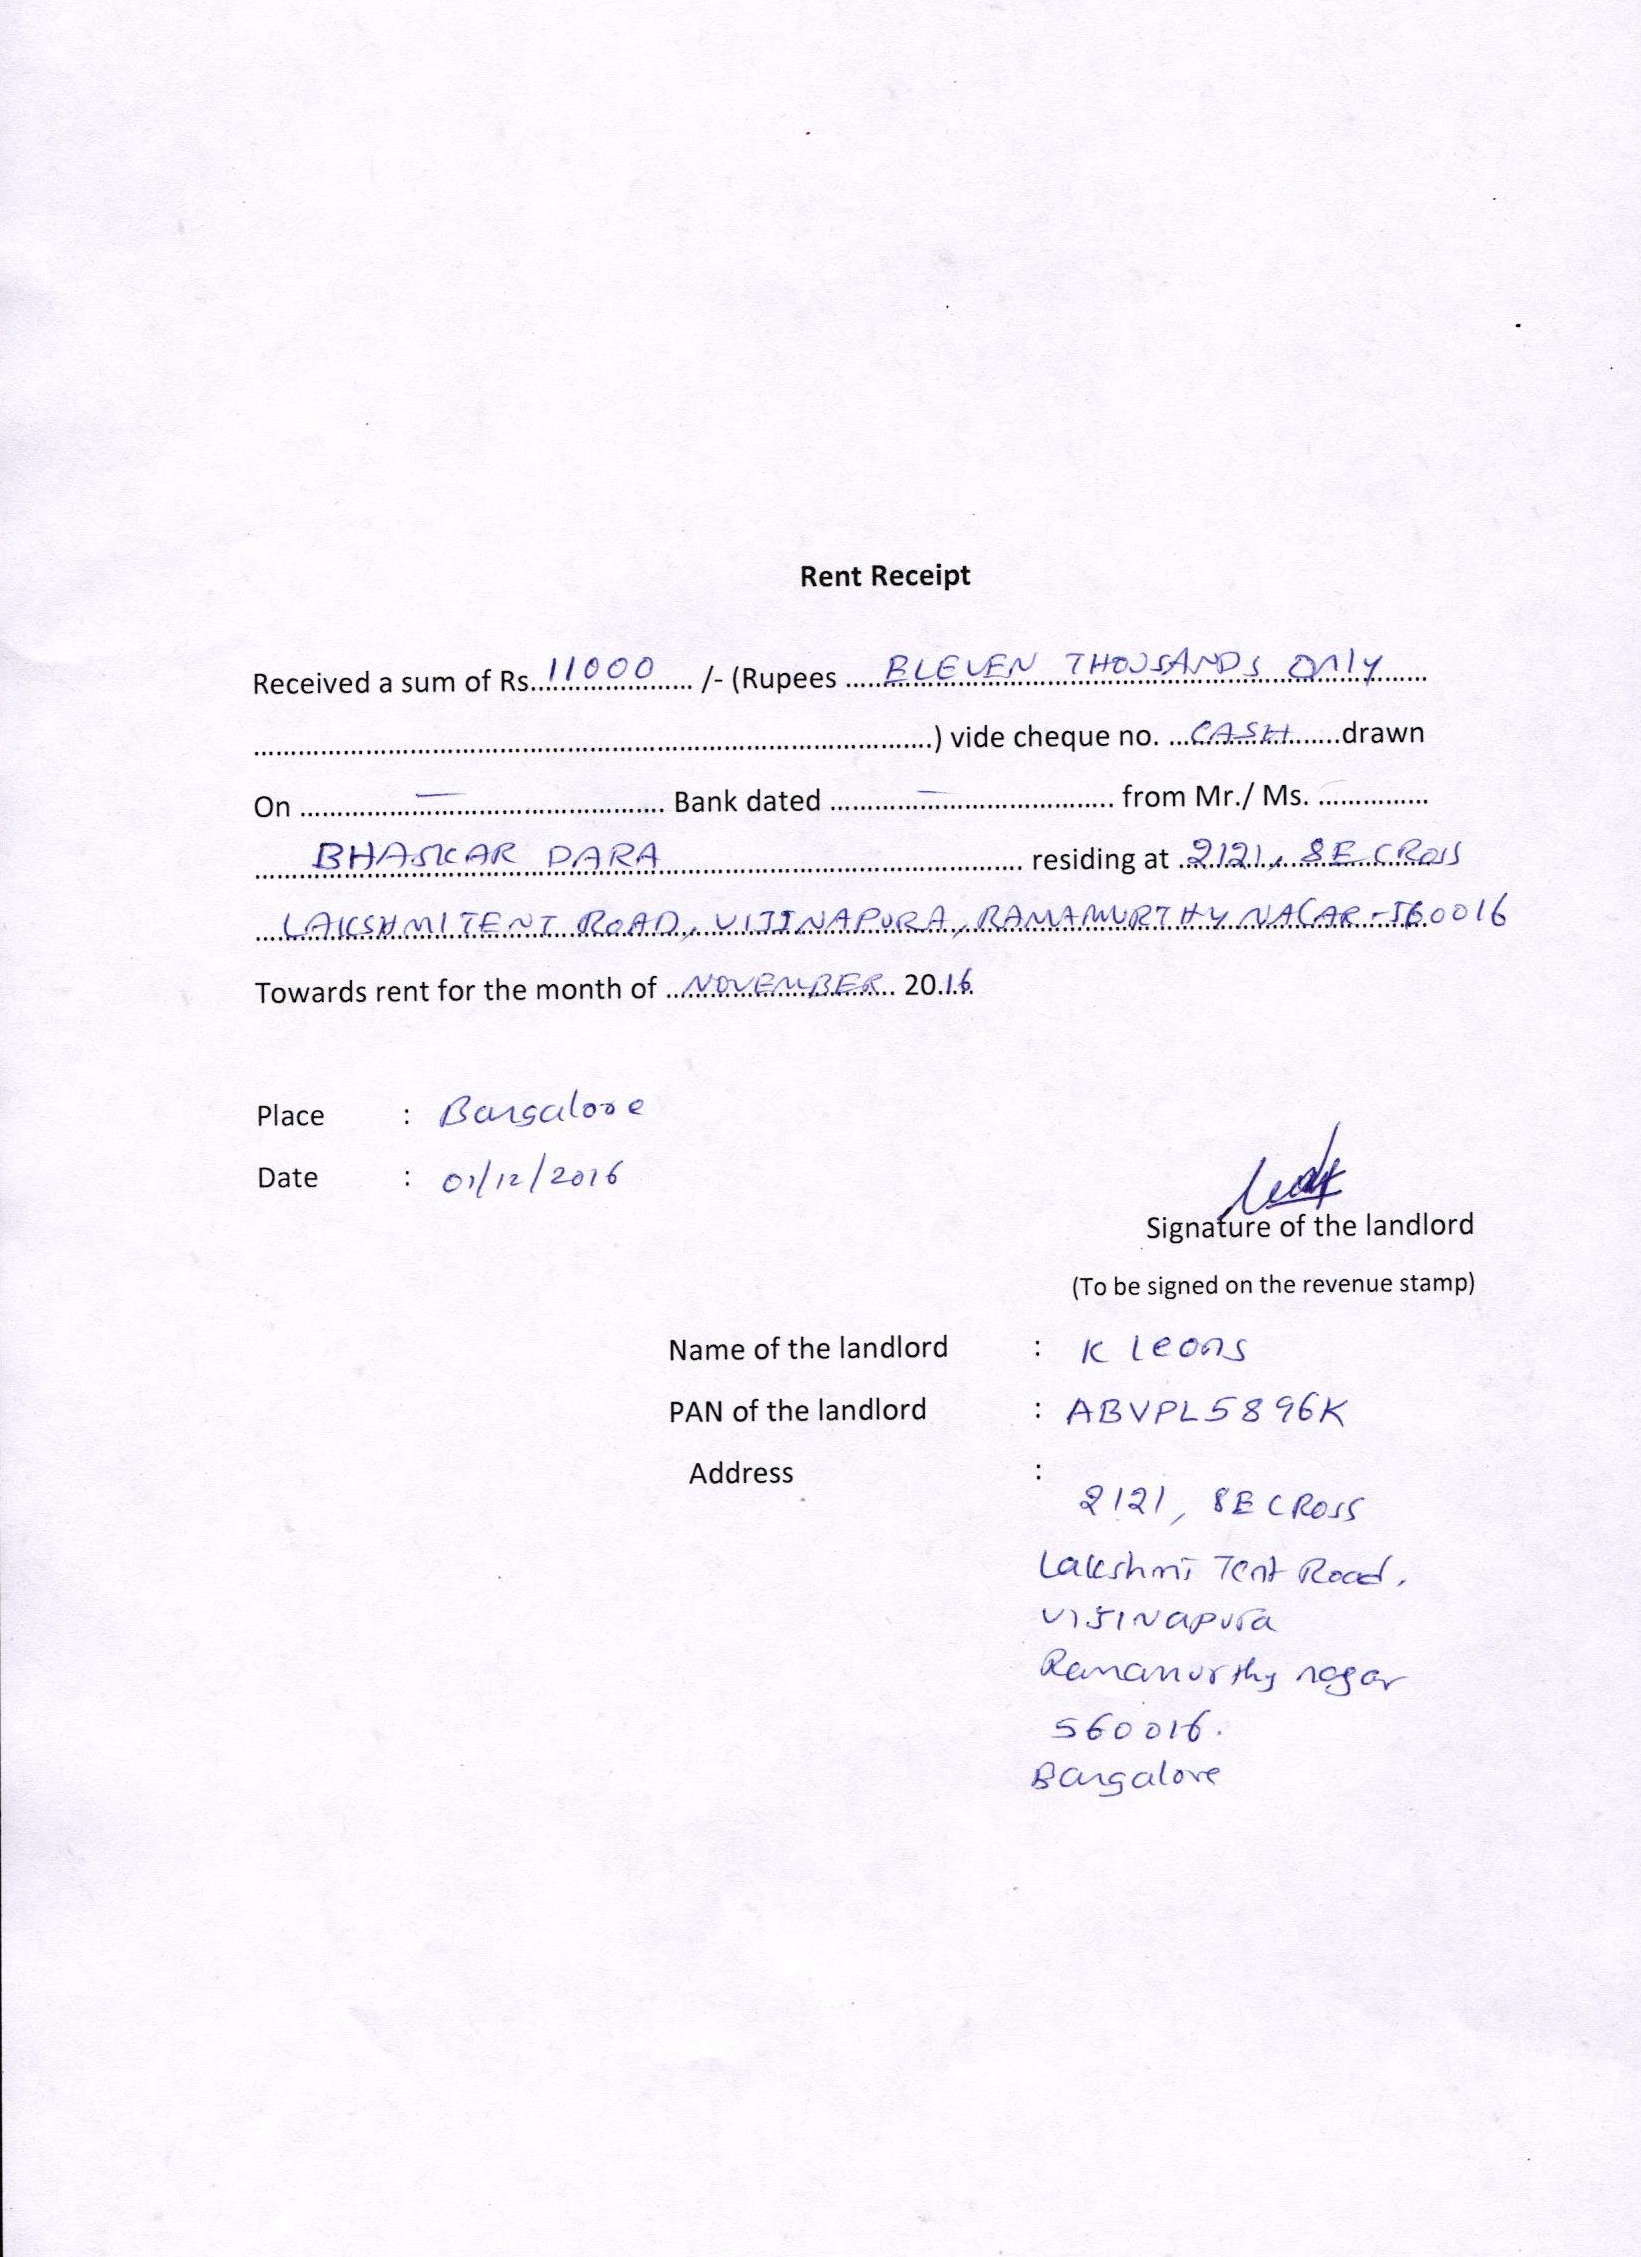 Rent Receipt
Received a sum of Rs. 11000 /- (Rupees ELEVEN THOUSANDS ONly
) vide cheque no. CASH drawn
On — Bank dated — from Mr./ Ms.
BHASKAR DARA residing at 2121, 8E CROSS
LAKSHMI TENT ROAD, VIJINAPURA, RAMAMURTHY NAGAR - 560016
Towards rent for the month of NOVEMBER 2016
Place : Bangalore
Date : 01/12/2016
Signature of the landlord
(To be signed on the revenue stamp)
Name of the landlord : K Leons
PAN of the landlord : ABVPL5896K
Address :
2121, 8E CROSS
Lakshmi Tent Road,
VIJINapura
Ramamurthy nagar
560016.
Bangalore